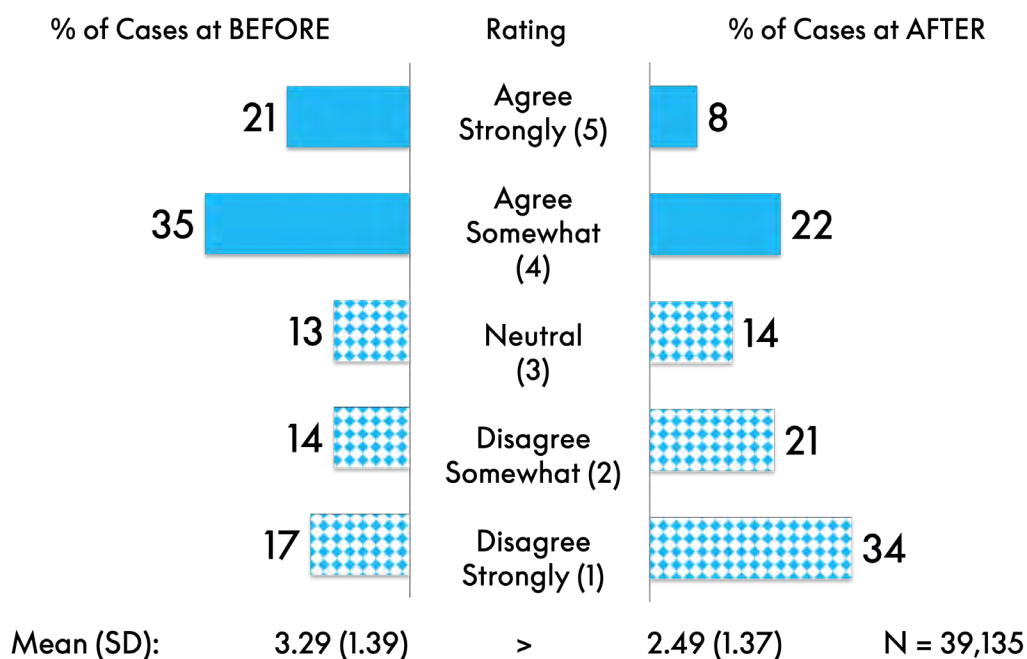 % of Cases at BEFORE Rating % of Cases at AFTER
21 Agree Strongly (5) 8
35 Agree Somewhat (4) 22
13 Neutral (3) 14
14 Disagree Somewhat (2) 21
17 Disagree Strongly (1) 34
Mean (SD): 3.29 (1.39) > 2.49 (1.37) N = 39,135